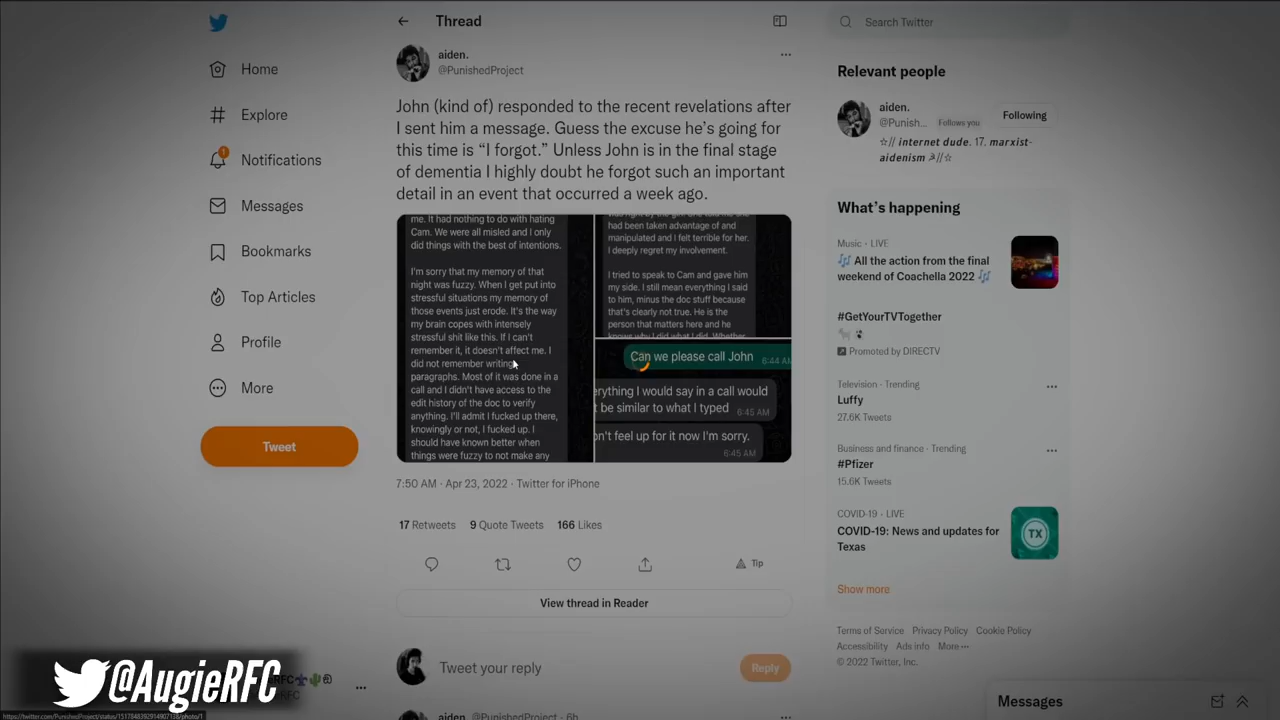 Thread
Search Twitter
Home
Explore
1
Notifications
Messages
Bookmarks
Top Articles
Profile
More
Tweet
aiden.
@PunishedProject
John (kind of) responded to the recent revelations after
I sent him a message. Guess the excuse he's going for
this time is “I forgot.” Unless John is in the final stage
of dementia I highly doubt he forgot such an important
detail in an event that occurred a week ago.
me. It had nothing to do with hating
Cam. We were all misled and I only
did things with the best of intentions.
I'm sorry that my memory of that
night was fuzzy. When I get put into
stressful situations my memory of
those events just erode. It's the way
my brain copes with intensely
stressful shit like this. If I can't
remember it, it doesn't affect me. I
did not remember writing
paragraphs. Most of it was done in a
call and I didn't have access to the
edit history of the doc to verify
anything. I'll admit I fucked up there,
knowingly or not, I fucked up. I
should have known better when
things were fuzzy to not make any
had been taken advantage of and
manipulated and I felt terrible for her.
I deeply regret my involvement.
I tried to speak to Cam and gave him
my side. I still mean everything I said
to him, minus the doc stuff because
that's clearly not true. He is the
person that matters here and he
knows why I did what I did. Whether
Can we please call John
6:44 AM
erything I would say in a call would
be similar to what I typed
6:45 AM
n't feel up for it now I'm sorry.
6:45 AM
7:50 AM · Apr 23, 2022 · Twitter for iPhone
17 Retweets 9 Quote Tweets 166 Likes
Tip
View thread in Reader
Tweet your reply
Reply
aiden. @PunishedProject · 6h
Relevant people
aiden.
@Punish... Follows you
Following
☆// internet dude. 17. marxist-
aidenism ☭//☆
What's happening
Music · LIVE
🎶 All the action from the final
weekend of Coachella 2022 🎶
#GetYourTVTogether
Promoted by DIRECTV
Television · Trending
Luffy
27.6K Tweets
Business and finance · Trending
#Pfizer
15.6K Tweets
COVID-19 · LIVE
COVID-19: News and updates for
Texas
TX
Show more
Terms of Service Privacy Policy Cookie Policy
Accessibility Ads info More
© 2022 Twitter, Inc.
Messages
@AugieRFC